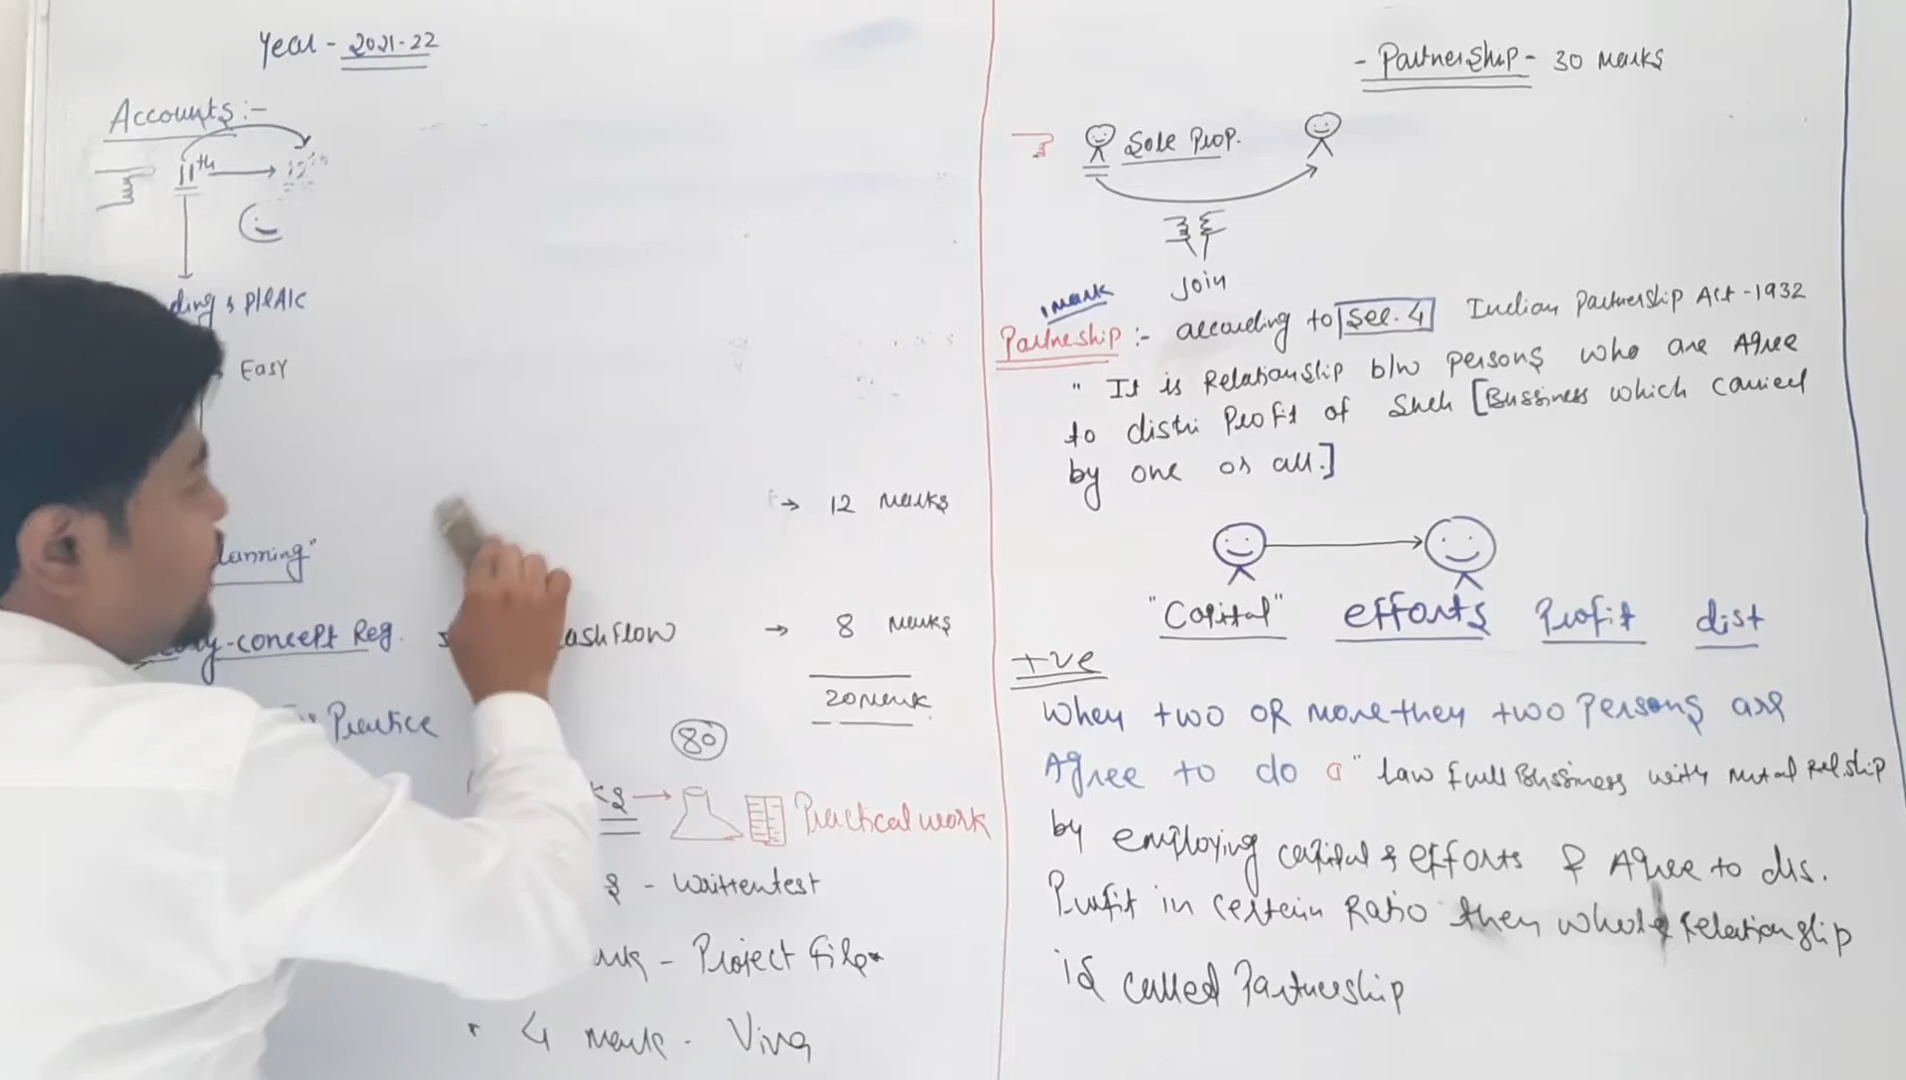 Year - 2021-22
Accounts :-
11th
P/L A/c
Easy
→ 12 Marks
lanning"
-concept Reg.
ashflow → 8 Marks
20 Mark
Practice
80
→ Practical work
- Written test
- Project File
4 mark - Viva
- Partnership - 30 Marks
Sole Prop.
Join
1 mark
Partneship :- according to Sec. 4 Indian Partnership Act - 1932
" It is Relationship b/w persons who are Agree
to distri Profit of Such [Bussiness which carried
by one or all.]
"Capital" efforts Profit dist
+ve
When two OR more they two Persons are
Agree to do a " law full Bussiness with Mutal Relship
by employing capital & efforts & Agree to dis.
Profit in certain Ratio then whole Relationship
is called Partnership